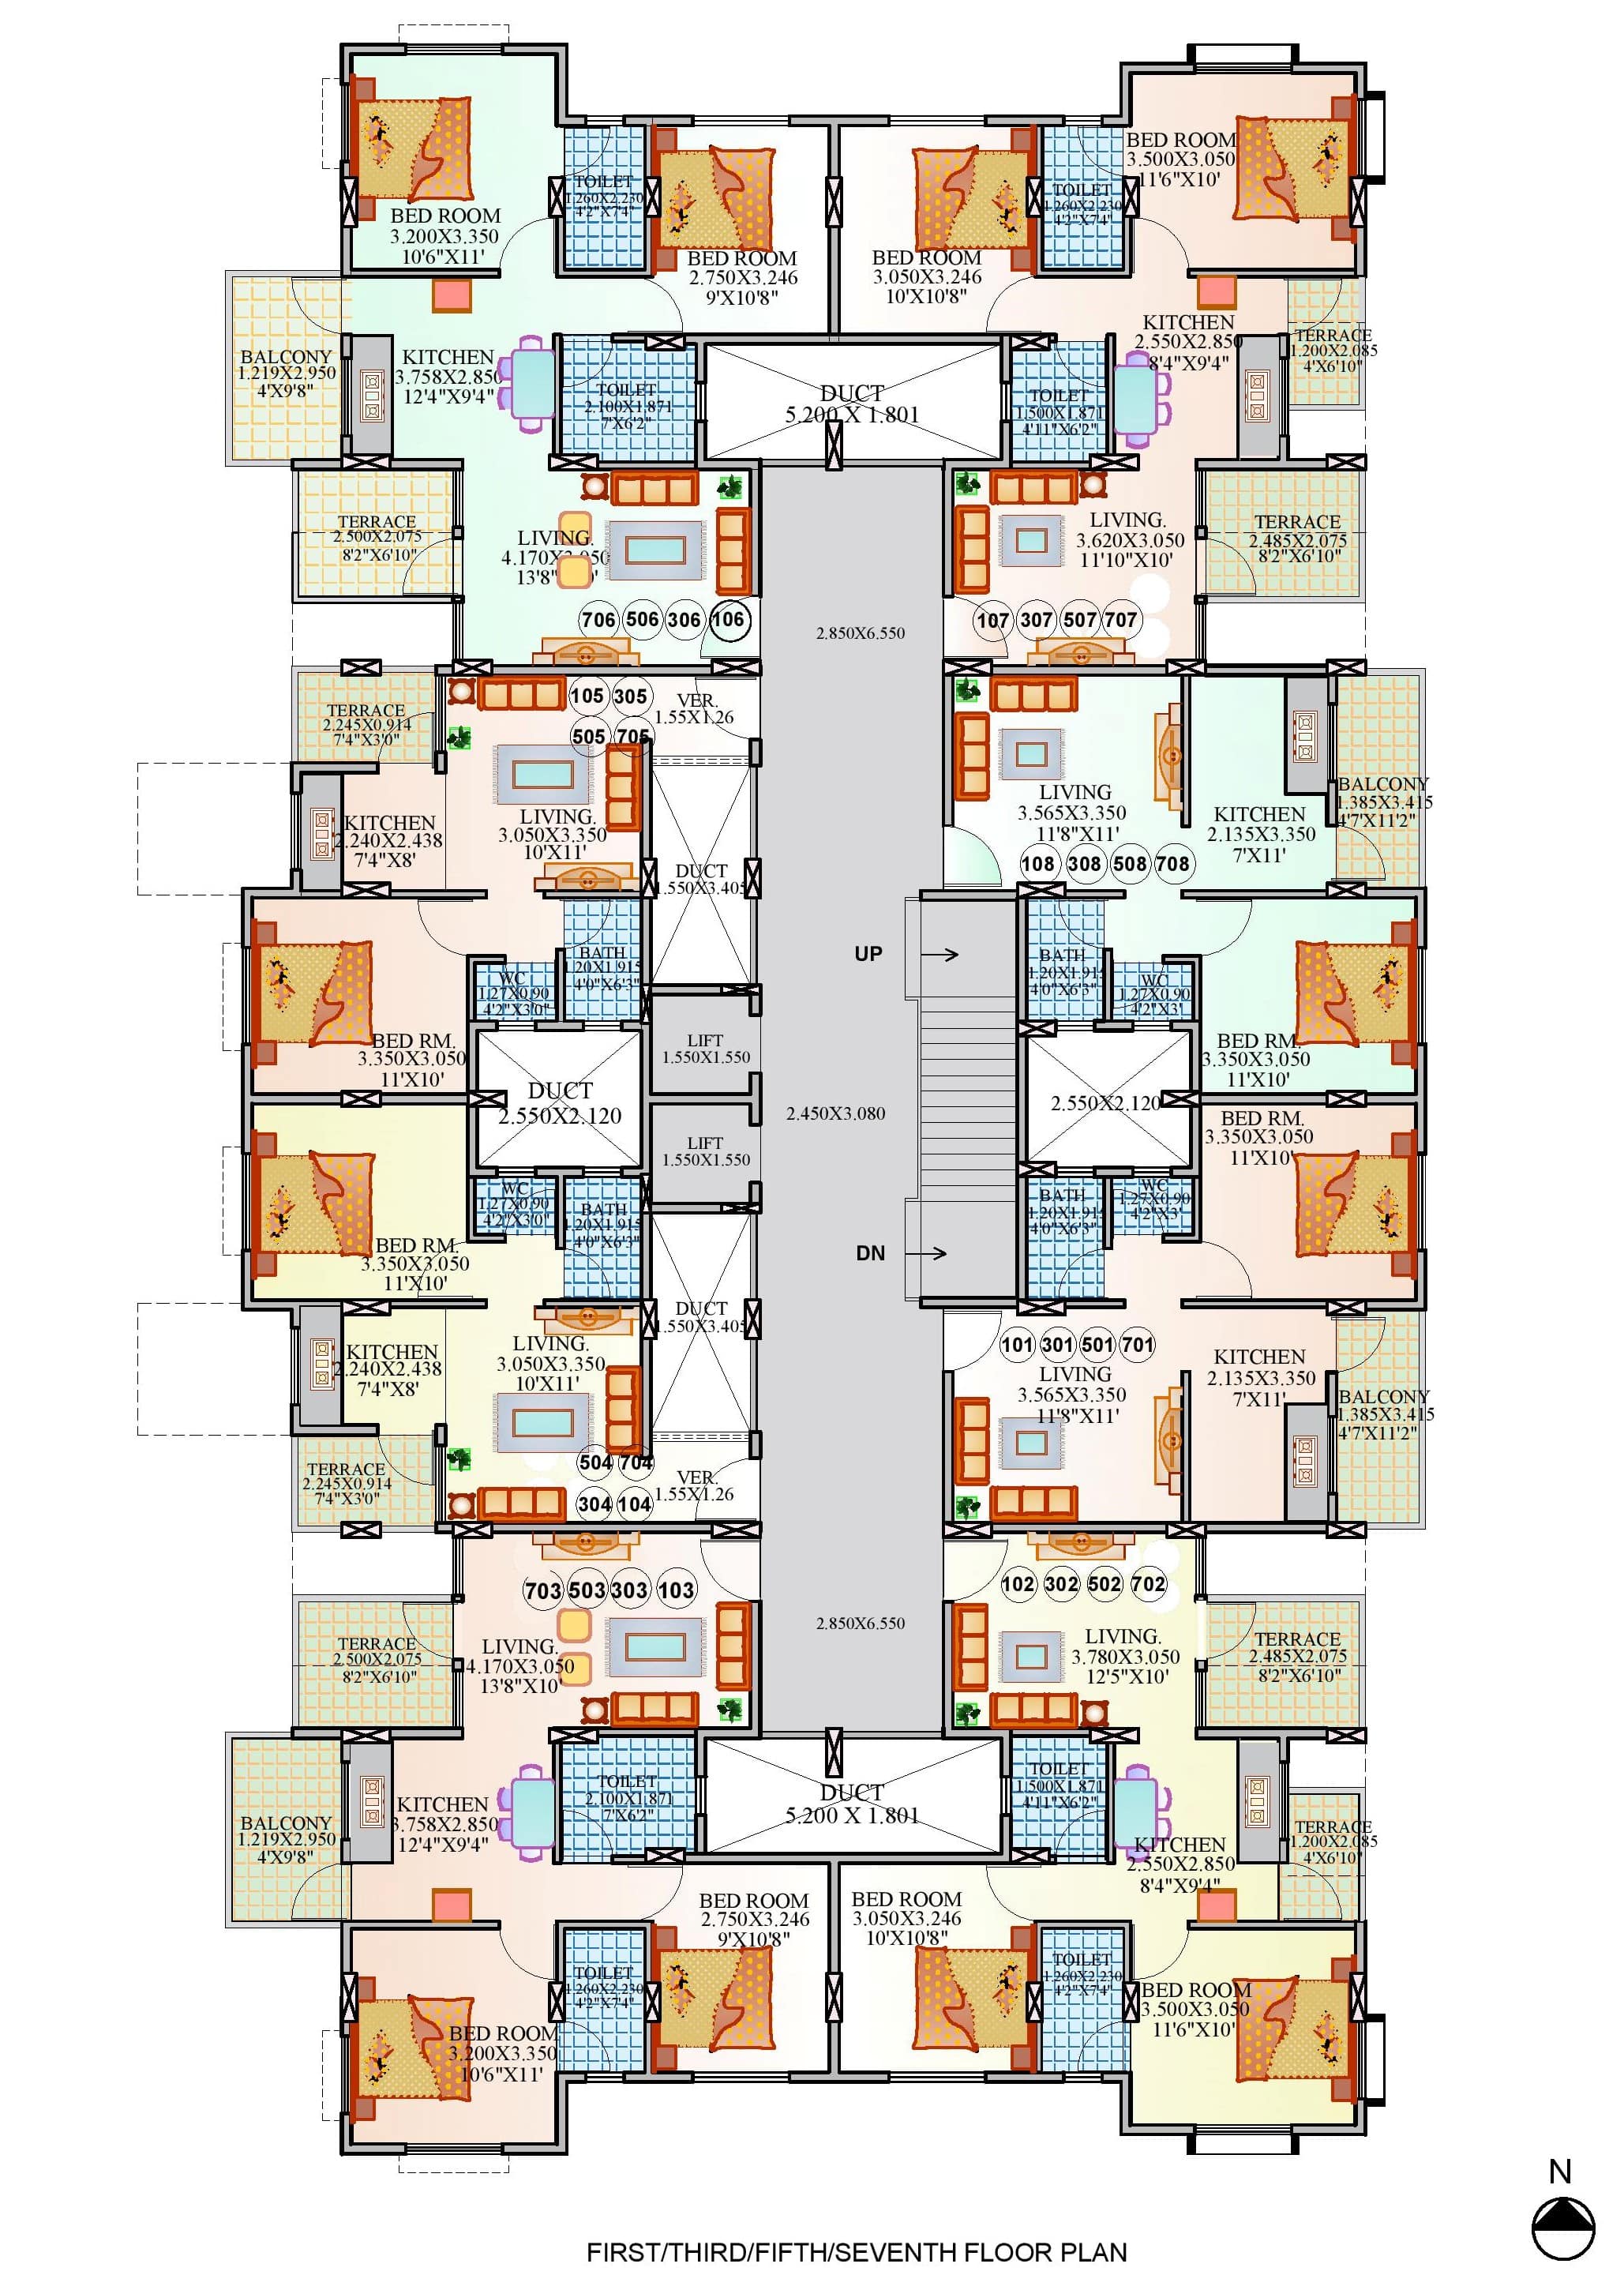 BED ROOM
3.200X3.350
10'6"X11'
TOILET
1.260X2.230
4'2"X7'4"
BED ROOM
2.750X3.246
9'X10'8"
BED ROOM
3.050X3.246
10'X10'8"
TOILET
1.260X2.230
4'2"X7'4"
BED ROOM
3.500X3.050
11'6"X10'
BALCONY
1.219X2.950
4'X9'8"
KITCHEN
3.758X2.850
12'4"X9'4"
TOILET
2.100X1.871
7'X6'2"
DUCT
5.200 X 1.801
TOILET
1.500X1.871
4'11"X6'2"
KITCHEN
2.550X2.850
8'4"X9'4"
TERRACE
1.200X2.085
4'X6'10"
TERRACE
2.500X2.075
8'2"X6'10"
LIVING.
13'8"
706 506 306 106
2.850X6.550
LIVING.
3.620X3.050
11'10"X10'
107 307 507 707
TERRACE
2.485X2.075
8'2"X6'10"
TERRACE
2.245X0.914
7'4"X3'0"
105 305
505 705
VER.
1.55X1.26
KITCHEN
2.240X2.438
7'4"X8'
LIVING.
3.050X3.350
10'X11'
DUCT
1.550X3.405
LIVING
3.565X3.350
11'8"X11'
108 308 508 708
KITCHEN
2.135X3.350
7'X11'
BALCONY
1.385X3.415
4'7"X11'2"
BED RM.
3.350X3.050
11'X10'
WC
1.27X0.90
4'2"X3'0"
BATH
1.20X1.915
4'0"X6'3"
UP
BATH
1.20X1.915
4'0"X6'3"
WC
1.27X0.90
4'2"X3'
BED RM.
3.350X3.050
11'X10'
LIFT
1.550X1.550
DUCT
2.550X2.120
2.450X3.080
2.550X2.120
LIFT
1.550X1.550
BED RM.
3.350X3.050
11'X10'
WC
1.27X0.90
4'2"X3'0"
BATH
1.20X1.915
4'0"X6'3"
DN
BATH
1.20X1.915
4'0"X6'3"
WC
1.27X0.90
4'2"X3'
BED RM.
3.350X3.050
11'X10'
KITCHEN
2.240X2.438
7'4"X8'
LIVING.
3.050X3.350
10'X11'
DUCT
1.550X3.405
101 301 501 701
LIVING
3.565X3.350
11'8"X11'
KITCHEN
2.135X3.350
7'X11'
BALCONY
1.385X3.415
4'7"X11'2"
TERRACE
2.245X0.914
7'4"X3'0"
504 704
304 104
VER.
1.55X1.26
703 503 303 103
102 302 502 702
TERRACE
2.500X2.075
8'2"X6'10"
LIVING.
4.170X3.050
13'8"X10'
2.850X6.550
LIVING.
3.780X3.050
12'5"X10'
TERRACE
2.485X2.075
8'2"X6'10"
BALCONY
1.219X2.950
4'X9'8"
KITCHEN
3.758X2.850
12'4"X9'4"
TOILET
2.100X1.871
7'X6'2"
DUCT
5.200 X 1.801
TOILET
1.500X1.871
4'11"X6'2"
KITCHEN
2.550X2.850
8'4"X9'4"
TERRACE
1.200X2.085
4'X6'10"
BED ROOM
3.200X3.350
10'6"X11'
TOILET
1.260X2.230
4'2"X7'4"
BED ROOM
2.750X3.246
9'X10'8"
BED ROOM
3.050X3.246
10'X10'8"
TOILET
1.260X2.230
4'2"X7'4"
BED ROOM
3.500X3.050
11'6"X10'
N
FIRST/THIRD/FIFTH/SEVENTH FLOOR PLAN